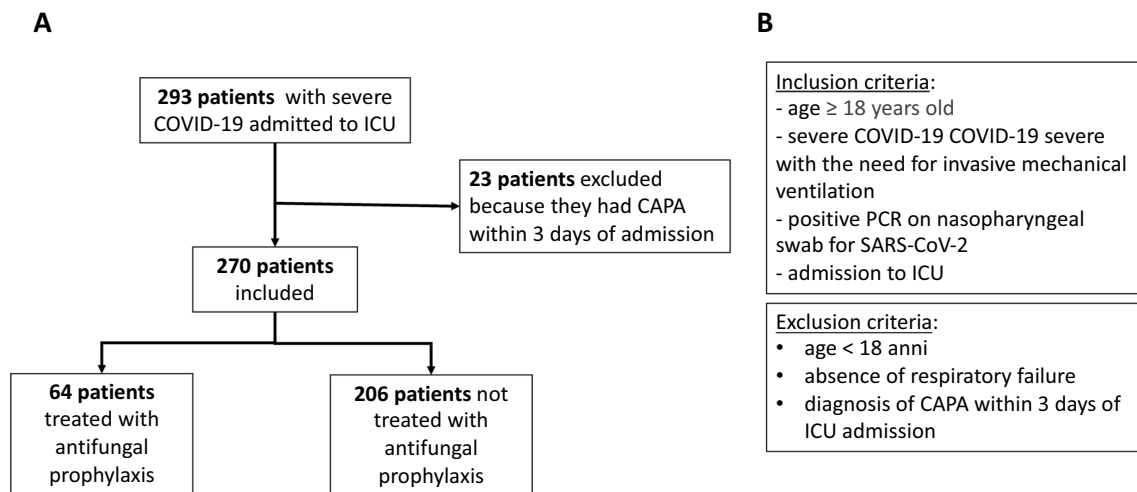 A
293 patients with severe
COVID-19 admitted to ICU
23 patients excluded
because they had CAPA
within 3 days of admission
270 patients
included
64 patients
treated with
antifungal
prophylaxis
206 patients not
treated with
antifungal
prophylaxis
B
Inclusion criteria:
- age ≥ 18 years old
- severe COVID-19 COVID-19 severe
with the need for invasive mechanical
ventilation
- positive PCR on nasopharyngeal
swab for SARS-CoV-2
- admission to ICU
Exclusion criteria:
• age < 18 anni
• absence of respiratory failure
• diagnosis of CAPA within 3 days of
ICU admission